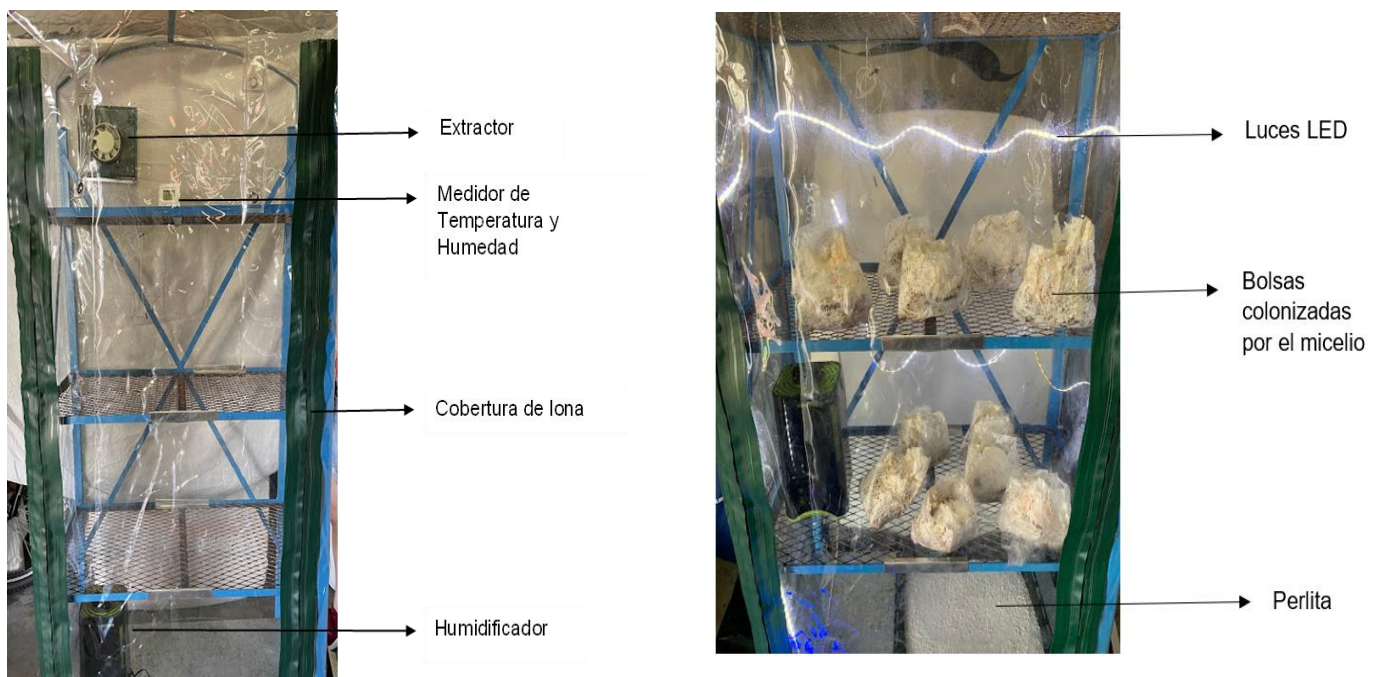 Extractor
Medidor de
Temperatura y
Humedad
Cobertura de lona
Humidificador
Luces LED
Bolsas
colonizadas
por el micelio
Perlita